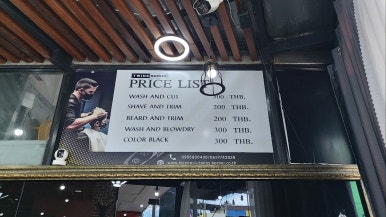 PRICE LIST
WASH AND CUT 300 THB.
SHAVE AND TRIM 200 THB.
BEARD AND TRIM 200 THB.
WASH AND BLOWDRY 300 THB.
COLOR BLACK 300 THB.